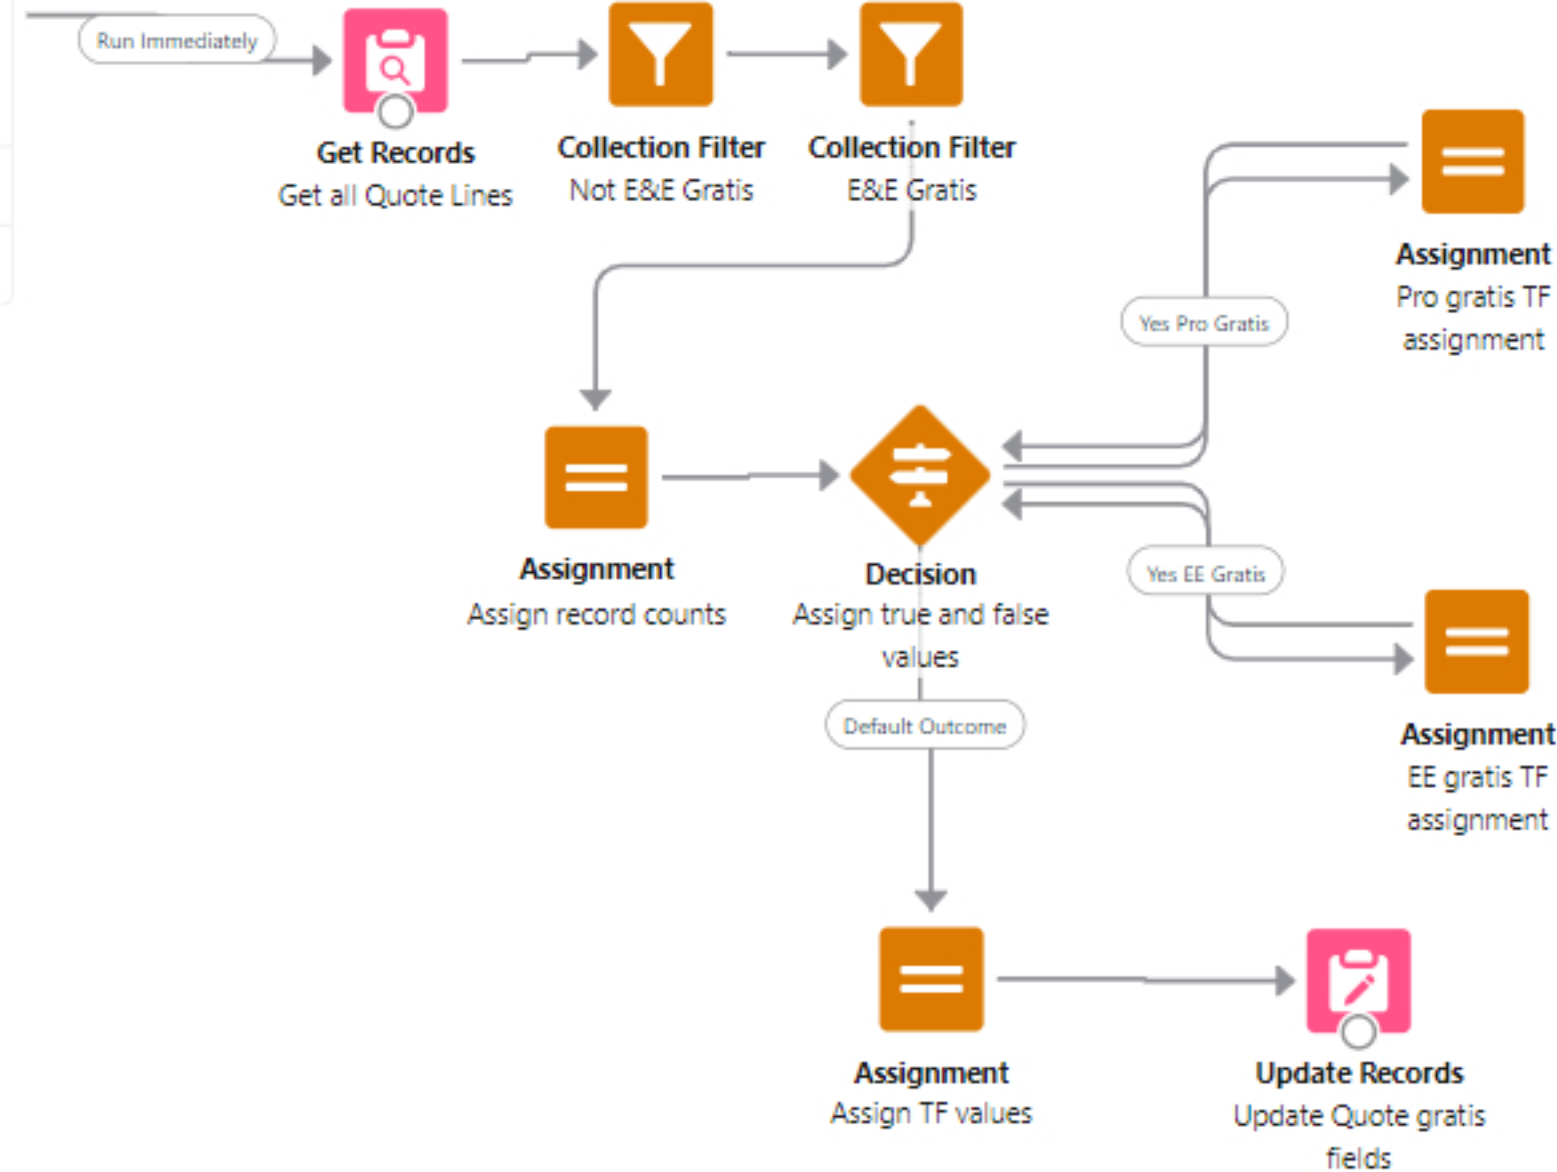 Run Immediately
Get Records
Get all Quote Lines
Collection Filter
Not E&E Gratis
Collection Filter
E&E Gratis
Assignment
Pro gratis TF
assignment
Yes Pro Gratis
Assignment
Assign record counts
Decision
Assign true and false
values
Yes EE Gratis
Assignment
EE gratis TF
assignment
Default Outcome
Assignment
Assign TF values
Update Records
Update Quote gratis
fields